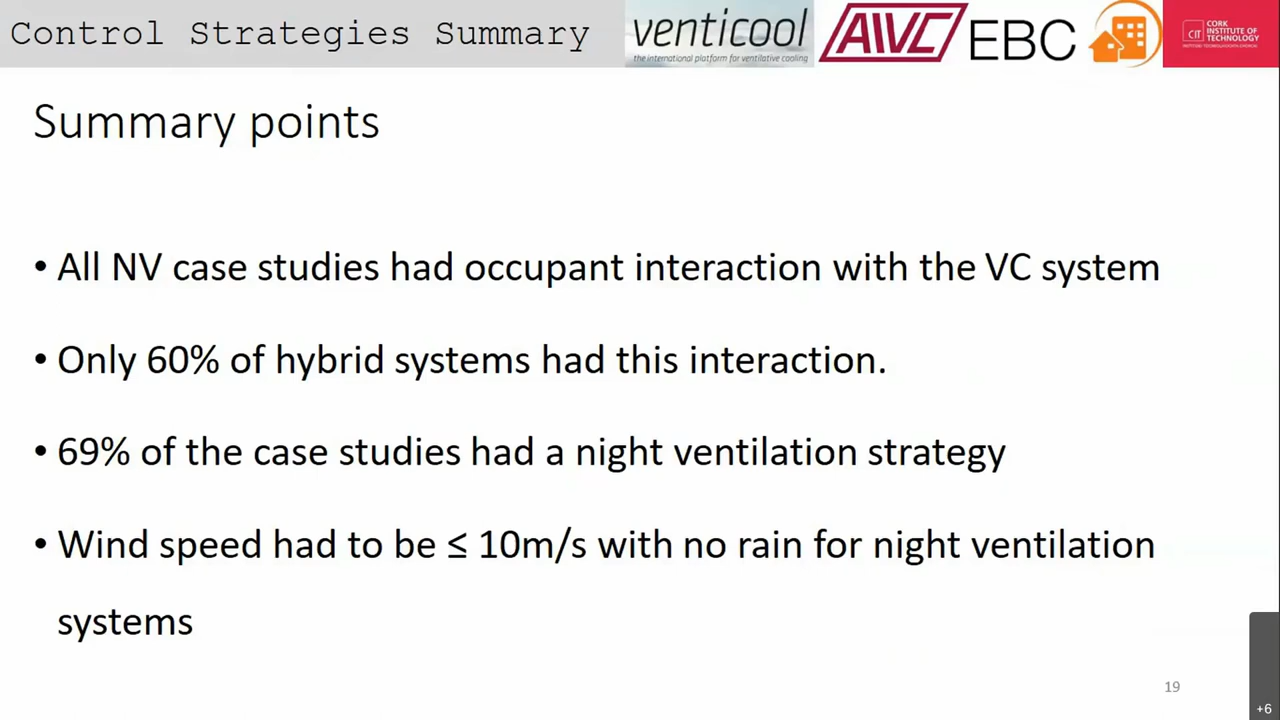 Control Strategies Summary
venticool
the international platform for ventilative cooling
AIVC
EBC
CIT
CORK
INSTITUTE OF
TECHNOLOGY
Summary points
• All NV case studies had occupant interaction with the VC system
• Only 60% of hybrid systems had this interaction.
• 69% of the case studies had a night ventilation strategy
• Wind speed had to be ≤ 10m/s with no rain for night ventilation
systems
19
+6